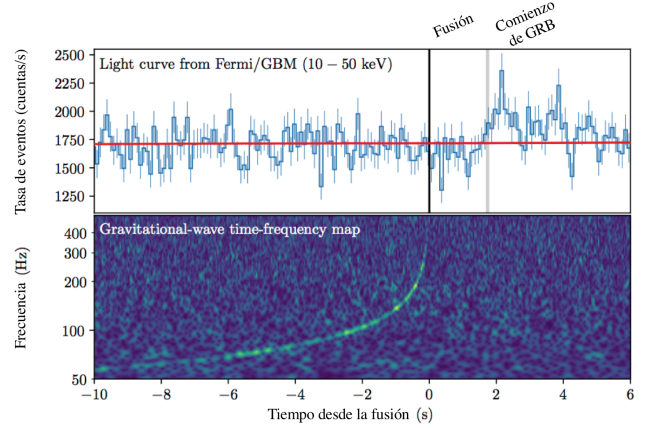 Fusión
Comienzo
de GRB
Light curve from Fermi/GBM (10 − 50 keV)
Tasa de eventos (cuentas/s)
2500
2250
2000
1750
1500
1250
Gravitational-wave time-frequency map
Frecuencia (Hz)
400
300
200
100
50
−10
−8
−6
−4
−2
0
2
4
6
Tiempo desde la fusión (s)